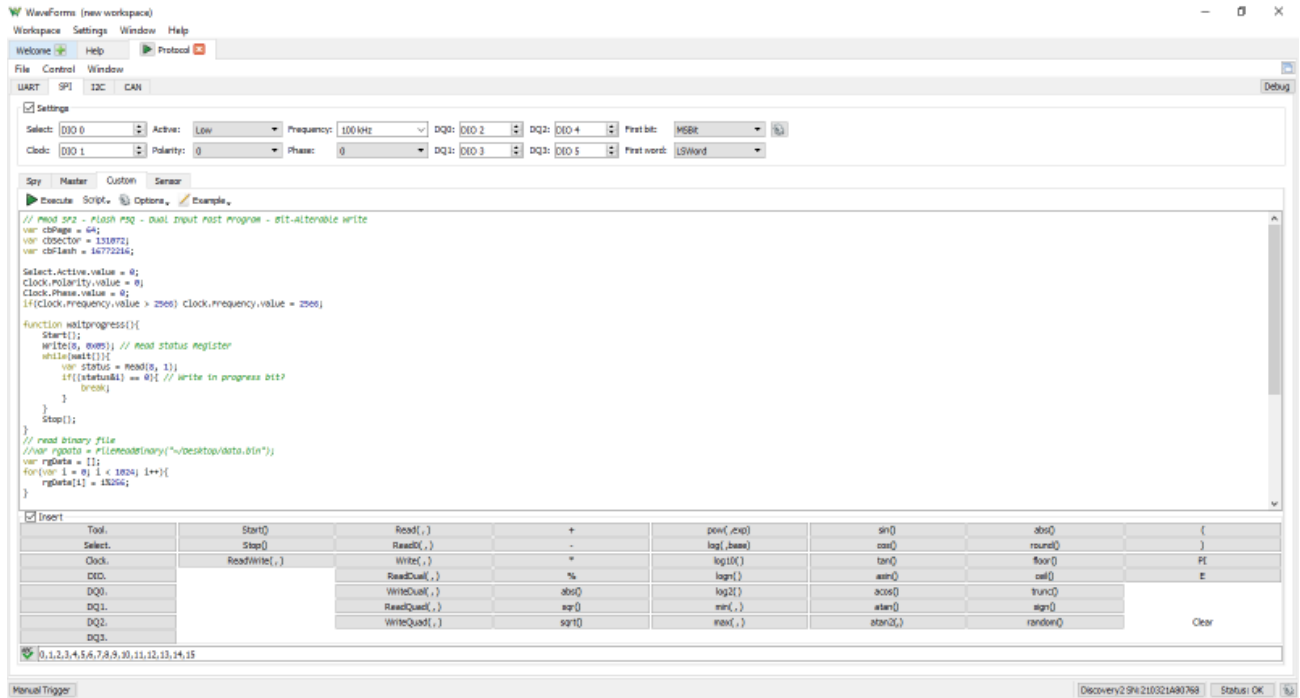 WaveForms (new workspace)
Workspace Settings Window Help
Welcome Help Protocol
File Control Window
UART SPI I2C CAN Debug
Settings
Select: DIO 0 Active: Low Frequency: 100 kHz DQ0: DIO 2 DQ2: DIO 4 First bit: MSBit
Clock: DIO 1 Polarity: 0 Phase: 0 DQ1: DIO 3 DQ3: DIO 5 First word: LSWord
Spy Master Custom Sensor
Execute Script Options Example
// Pmod SF2 - Flash PSQ - Dual Input Fast Program - Bit-Alterable Write
var cbPage = 64;
var cbSector = 131072;
var cbFlash = 16777216;
Select.Active.value = 0;
Clock.Polarity.value = 0;
Clock.Phase.value = 0;
if(Clock.Frequency.value > 25e6) Clock.Frequency.value = 25e6;
function waitprogress(){
Start();
Write(8, 0x05); // Read Status Register
while(wait()){
var status = Read(8, 1);
if((status&1) == 0){ // Write in progress bit?
break;
}
}
Stop();
}
// read binary file
//var rgData = FileReadBinary("~/Desktop/data.bin");
var rgData = [];
for(var i = 0; i < 1024; i++){
rgData[i] = i%256;
}
Insert
Tool. Start() Read( , ) + pow( ,exp) sin() abs() (
Select. Stop() Read0( , ) - log( ,base) cos() round() )
Clock. ReadWrite( , ) Write( , ) * log10( ) tan() floor() PI
DIO. ReadDual( , ) % logn( ) asin() ceil() E
DQ0. WriteDual( , ) abs() log2( ) acos() trunc()
DQ1. ReadQuad( , ) sqr() min( , ) atan() sign()
DQ2. WriteQuad( , ) sqrt() max( , ) atan2(,) random() Clear
DQ3.
0,1,2,3,4,5,6,7,8,9,10,11,12,13,14,15
Manual Trigger Discovery2 SN:210321A80768 Status: OK